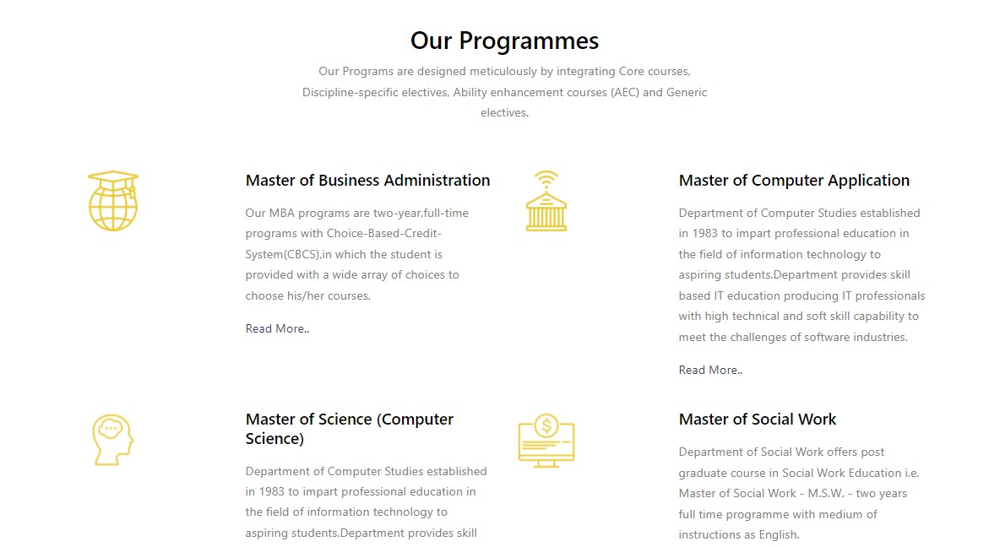 Our Programmes
Our Programs are designed meticulously by integrating Core courses,
Discipline-specific electives, Ability enhancement courses (AEC) and Generic
electives.
Master of Business Administration
Our MBA programs are two-year,full-time
programs with Choice-Based-Credit-
System(CBCS),in which the student is
provided with a wide array of choices to
choose his/her courses.
Read More..
Master of Computer Application
Department of Computer Studies established
in 1983 to impart professional education in
the field of information technology to
aspiring students.Department provides skill
based IT education producing IT professionals
with high technical and soft skill capability to
meet the challenges of software industries.
Read More..
Master of Science (Computer
Science)
Department of Computer Studies established
in 1983 to impart professional education in
the field of information technology to
aspiring students.Department provides skill
$
Master of Social Work
Department of Social Work offers post
graduate course in Social Work Education i.e.
Master of Social Work - M.S.W. - two years
full time programme with medium of
instructions as English.